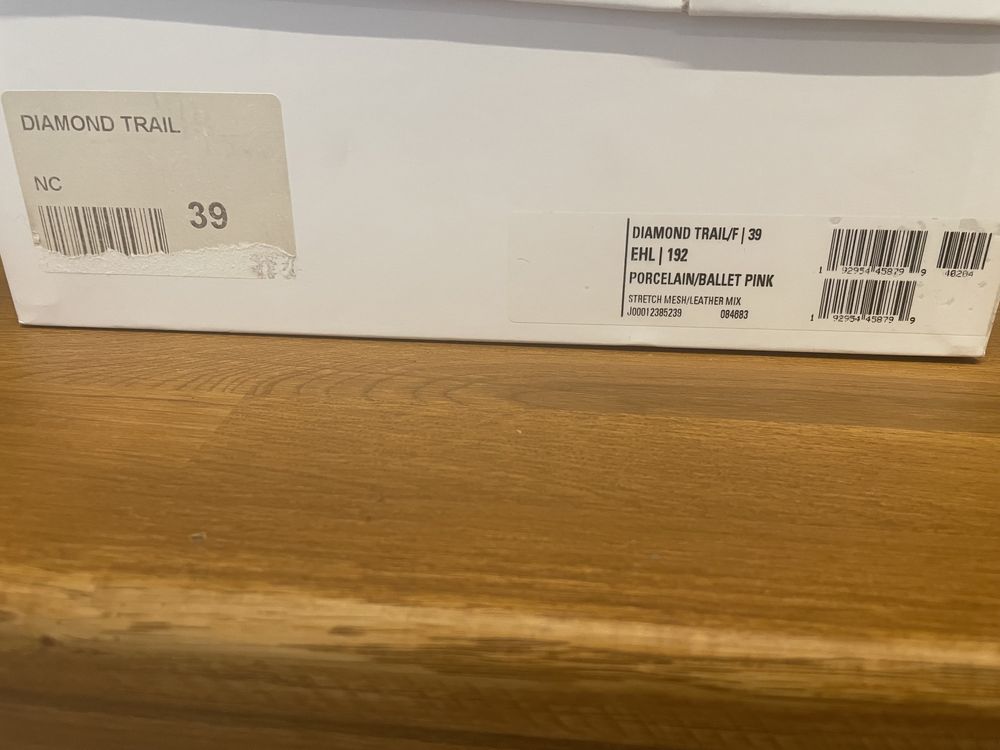 DIAMOND TRAIL
NC
39
DIAMOND TRAIL/F | 39
EHL | 192
PORCELAIN/BALLET PINK
STRETCH MESH/LEATHER MIX
J00012385239 084683
1 92954 45879 9
40204
1 92954 45879 9